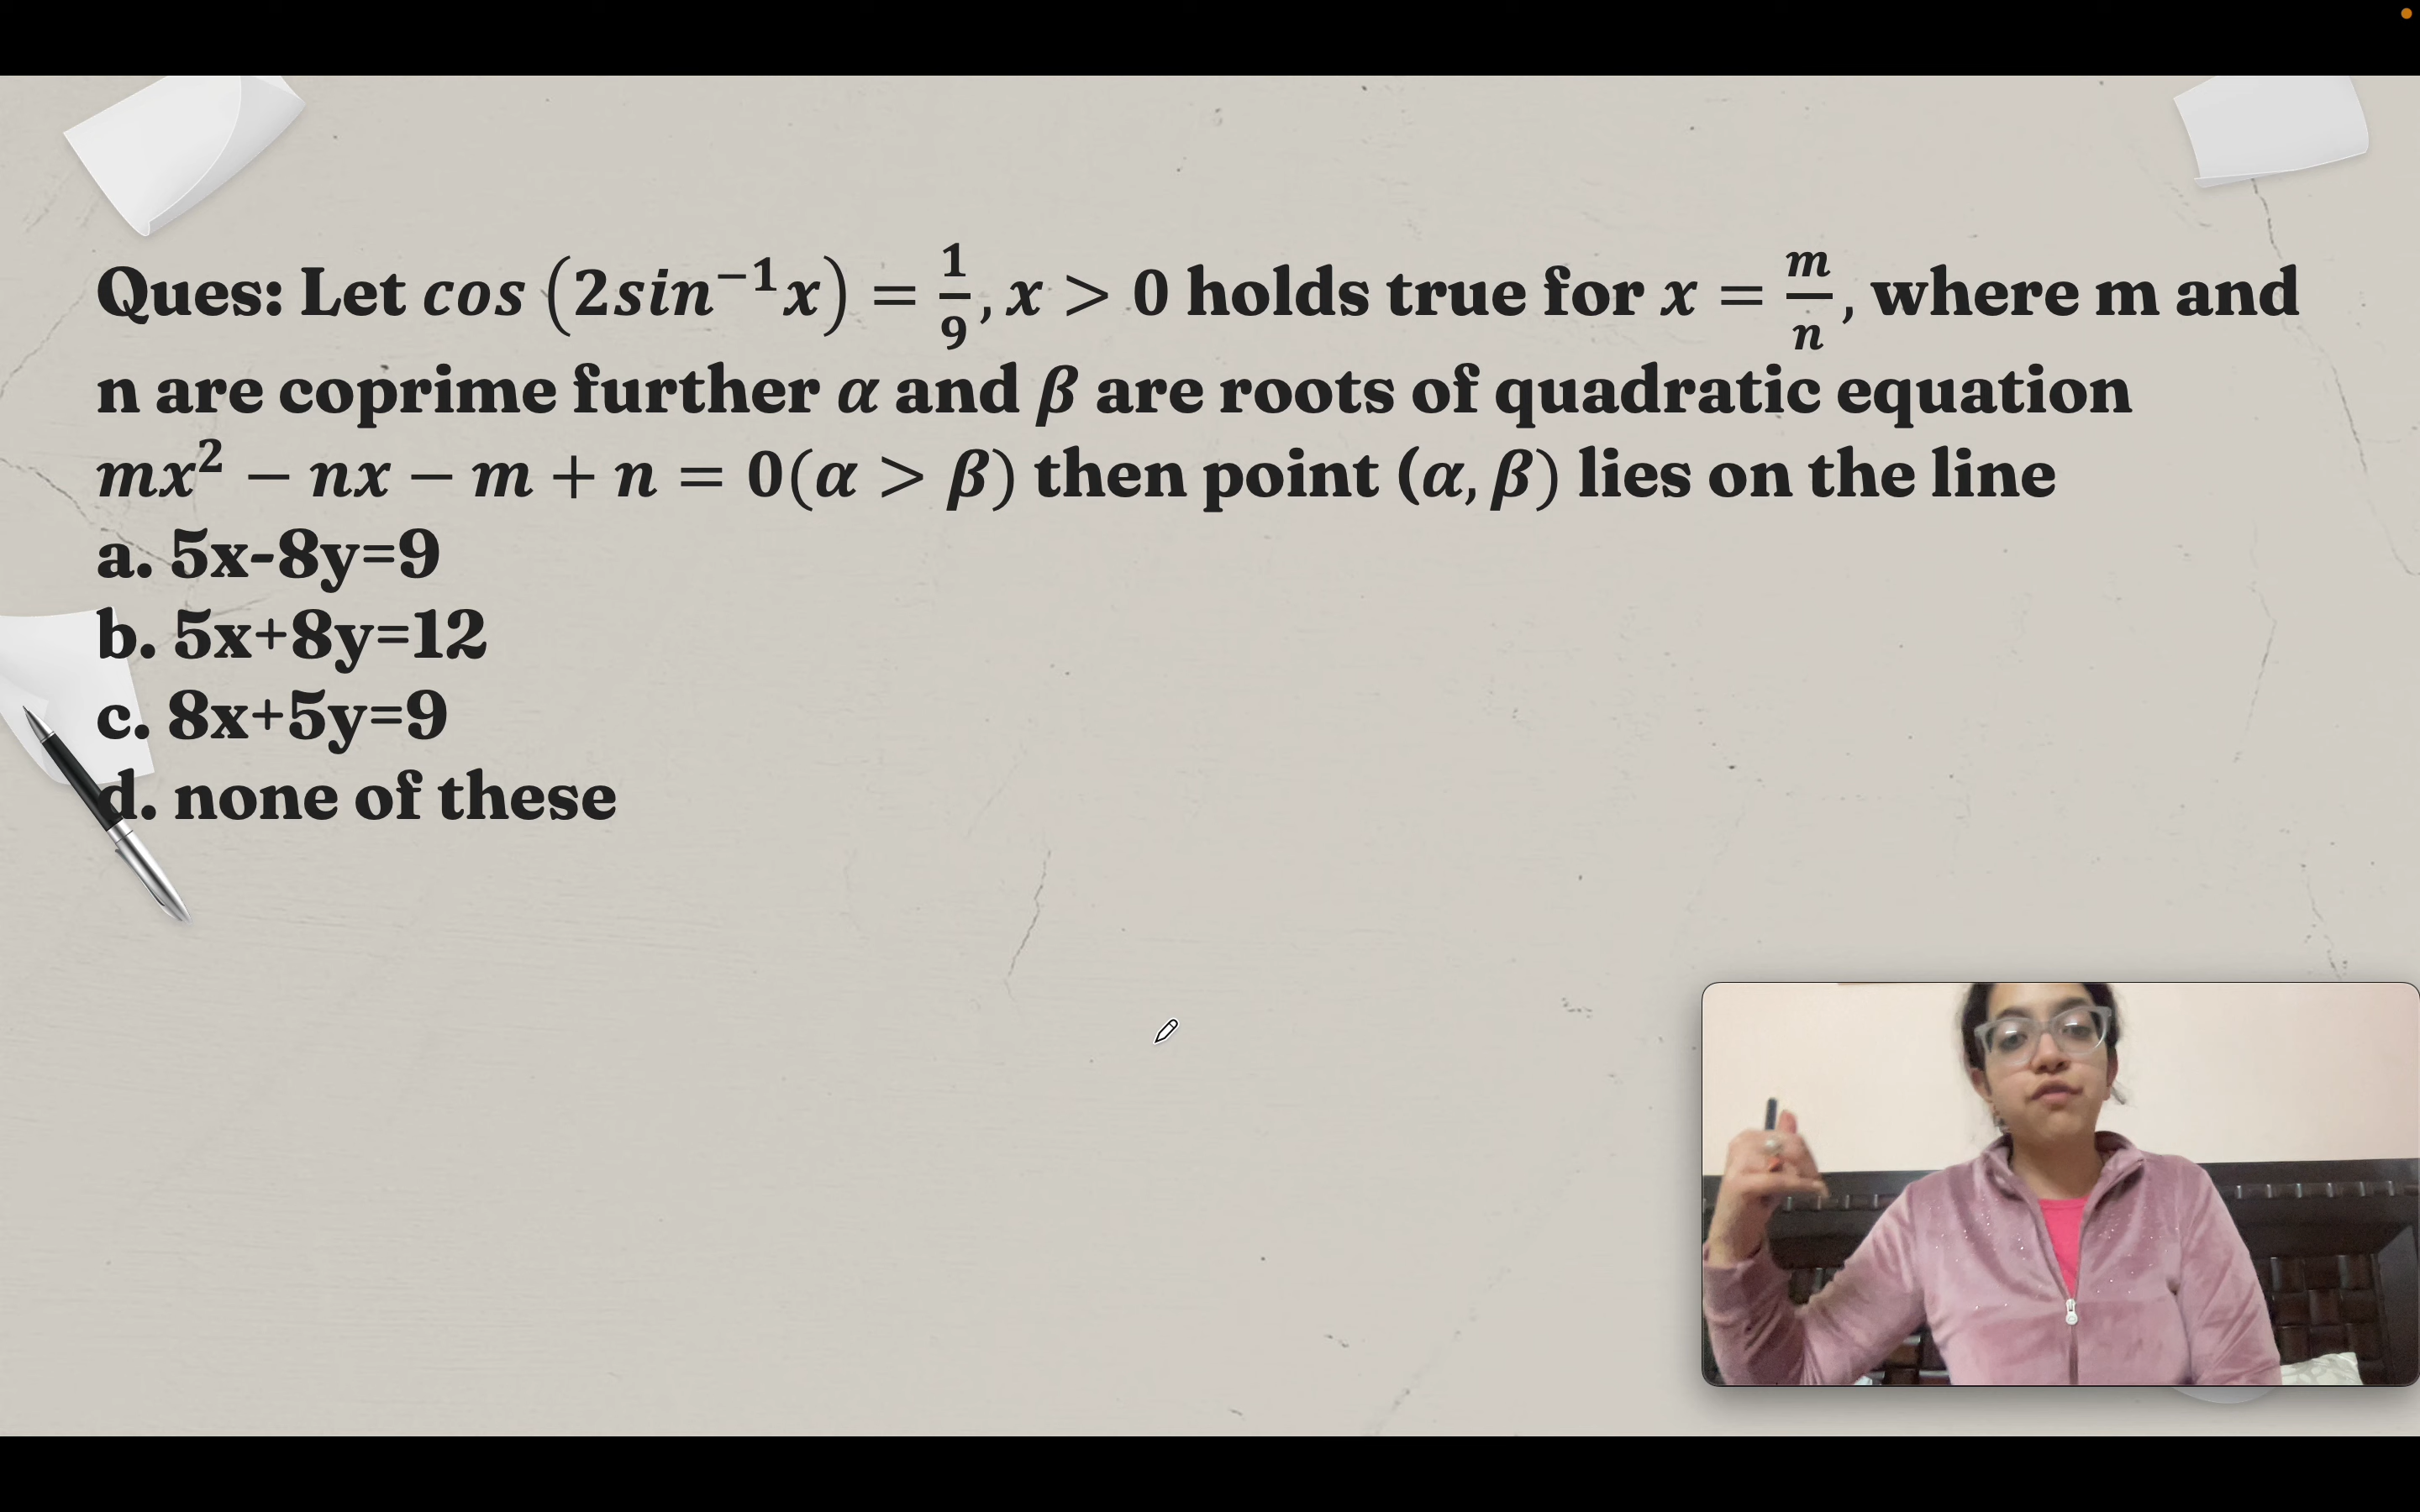 Ques: Let cos (2sin⁻¹x) = 1/9, x > 0 holds true for x = m/n, where m and
n are coprime further α and β are roots of quadratic equation
mx² − nx − m + n = 0(α > β) then point (α, β) lies on the line
a. 5x-8y=9
b. 5x+8y=12
c. 8x+5y=9
d. none of these